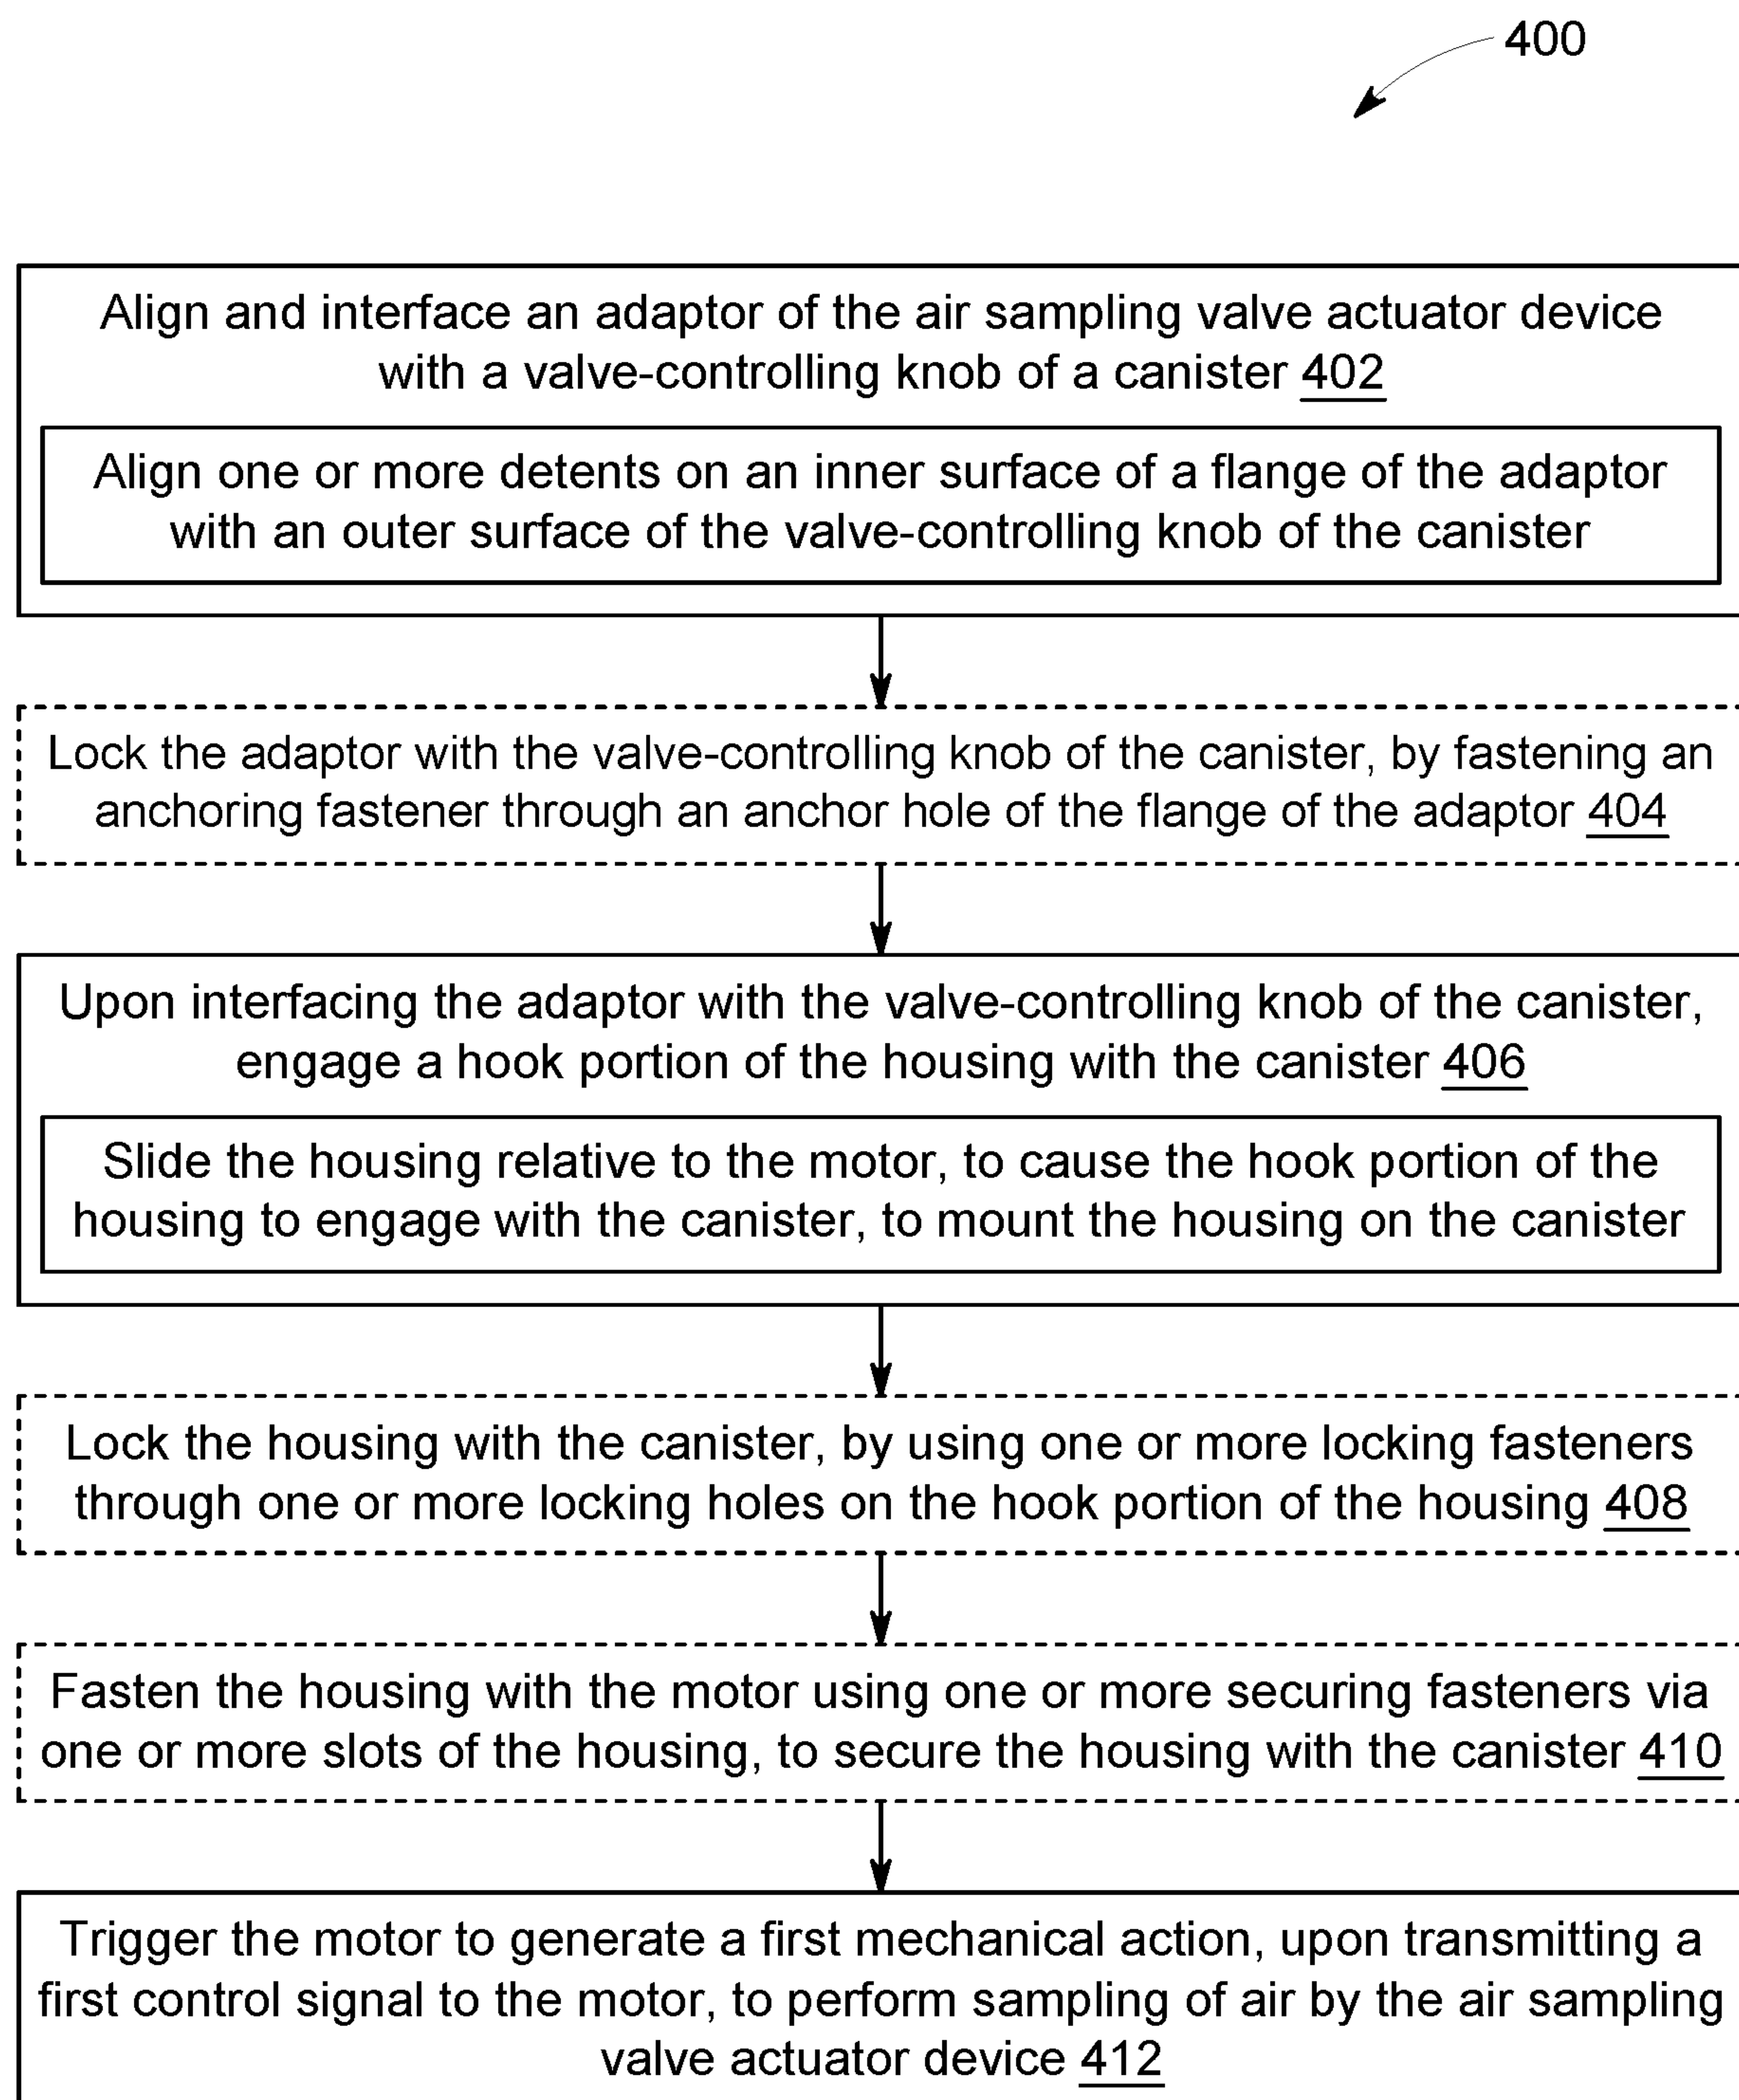 400
Align and interface an adaptor of the air sampling valve actuator device
with a valve-controlling knob of a canister 402
Align one or more detents on an inner surface of a flange of the adaptor
with an outer surface of the valve-controlling knob of the canister
Lock the adaptor with the valve-controlling knob of the canister, by fastening an
anchoring fastener through an anchor hole of the flange of the adaptor 404
Upon interfacing the adaptor with the valve-controlling knob of the canister,
engage a hook portion of the housing with the canister 406
Slide the housing relative to the motor, to cause the hook portion of the
housing to engage with the canister, to mount the housing on the canister
Lock the housing with the canister, by using one or more locking fasteners
through one or more locking holes on the hook portion of the housing 408
Fasten the housing with the motor using one or more securing fasteners via
one or more slots of the housing, to secure the housing with the canister 410
Trigger the motor to generate a first mechanical action, upon transmitting a
first control signal to the motor, to perform sampling of air by the air sampling
valve actuator device 412